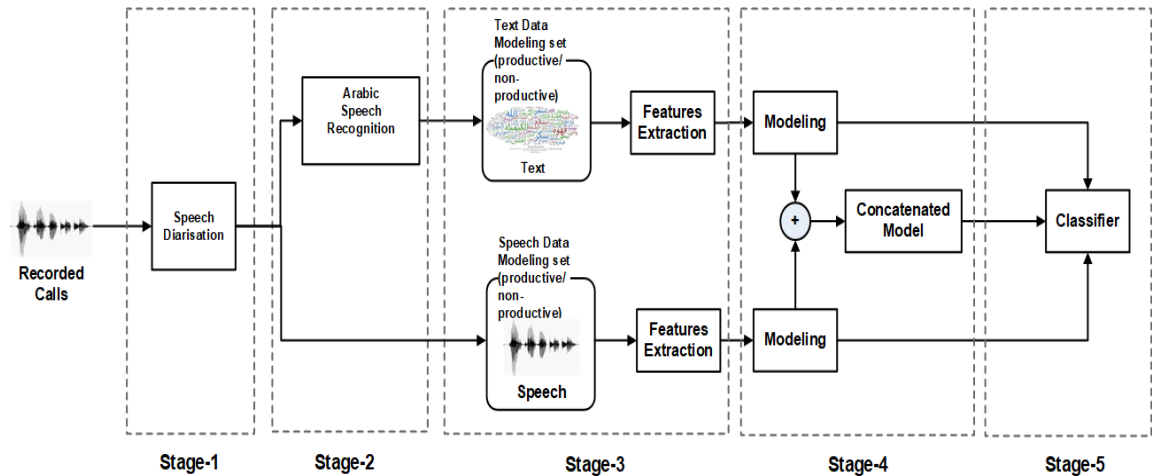 Recorded
Calls
Speech
Diarisation
Stage-1
Arabic
Speech
Recognition
Stage-2
Text Data
Modeling set
(productive/
non-
productive)
Text
Features
Extraction
Speech Data
Modeling set
(productive/
non-
productive)
Speech
Features
Extraction
Stage-3
Modeling
+
Concatenated
Model
Modeling
Stage-4
Classifier
Stage-5